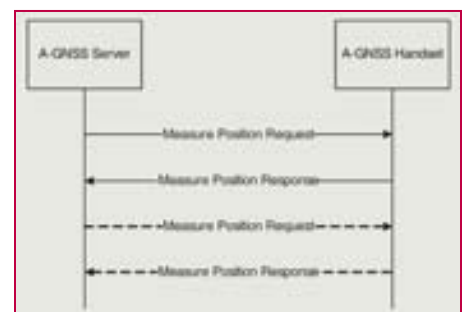 A-GNSS Server
A-GNSS Handset
Measure Position Request
Measure Position Response
Measure Position Request
Measure Position Response